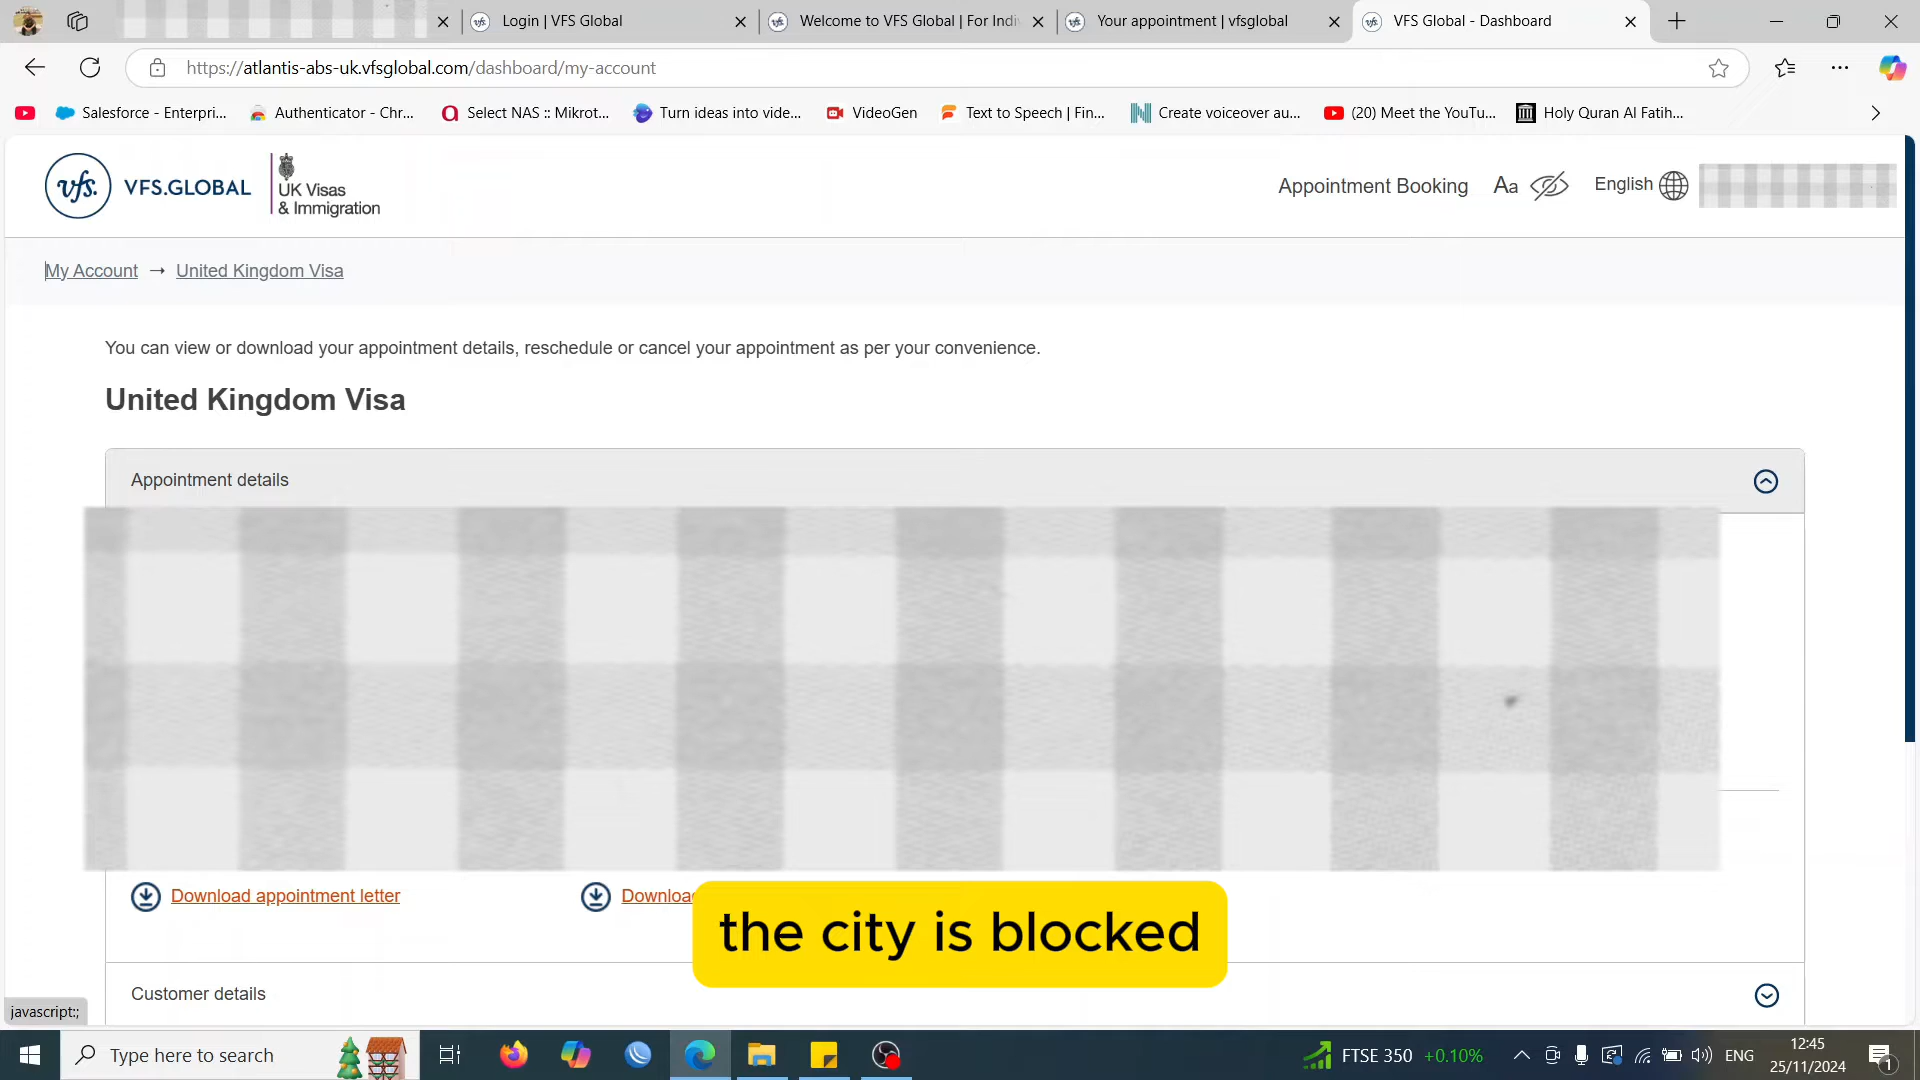 Login | VFS Global
Welcome to VFS Global | For Indi
Your appointment | vfsglobal
VFS Global - Dashboard
https://atlantis-abs-uk.vfsglobal.com/dashboard/my-account
Salesforce - Enterpri...
Authenticator - Chr...
Select NAS :: Mikrot...
Turn ideas into vide...
VideoGen
Text to Speech | Fin...
Create voiceover au...
(20) Meet the YouTu...
Holy Quran Al Fatih...
vfs. VFS.GLOBAL
UK Visas
& Immigration
Appointment Booking
Aa
English
My Account → United Kingdom Visa
You can view or download your appointment details, reschedule or cancel your appointment as per your convenience.
United Kingdom Visa
Appointment details
Download appointment letter
Downloa
the city is blocked
Customer details
javascript:;
Type here to search
FTSE 350 +0.10%
ENG
12:45
25/11/2024
1